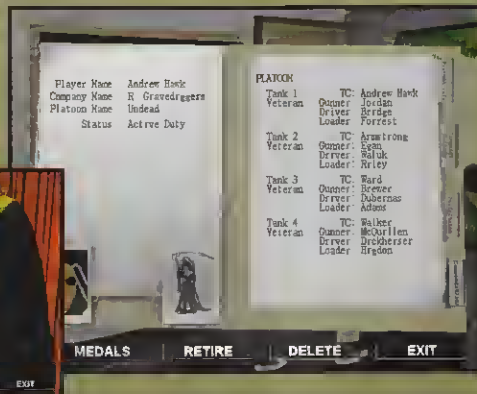 Player Name Andrew Hawk
Company Name R Gravediggers
Platoon Name Undead
Status Active Duty
PLATOON
Tank 1 TC: Andrew Hawk
Veteran Gunner Jordan
Driver Bridge
Loader Forrest
Tank 2 TC: Armstrong
Veteran Gunner: Egan
Driver: Waluk
Loader: Riley
Tank 3 TC: Ward
Veteran Gunner: Brewer
Driver: Dubernas
Loader: Adams
Tank 4 TC: Walker
Veteran Gunner: McQuillen
Driver Dickheiser
Loader Higdon
MEDALS RETIRE DELETE EXIT
EXIT